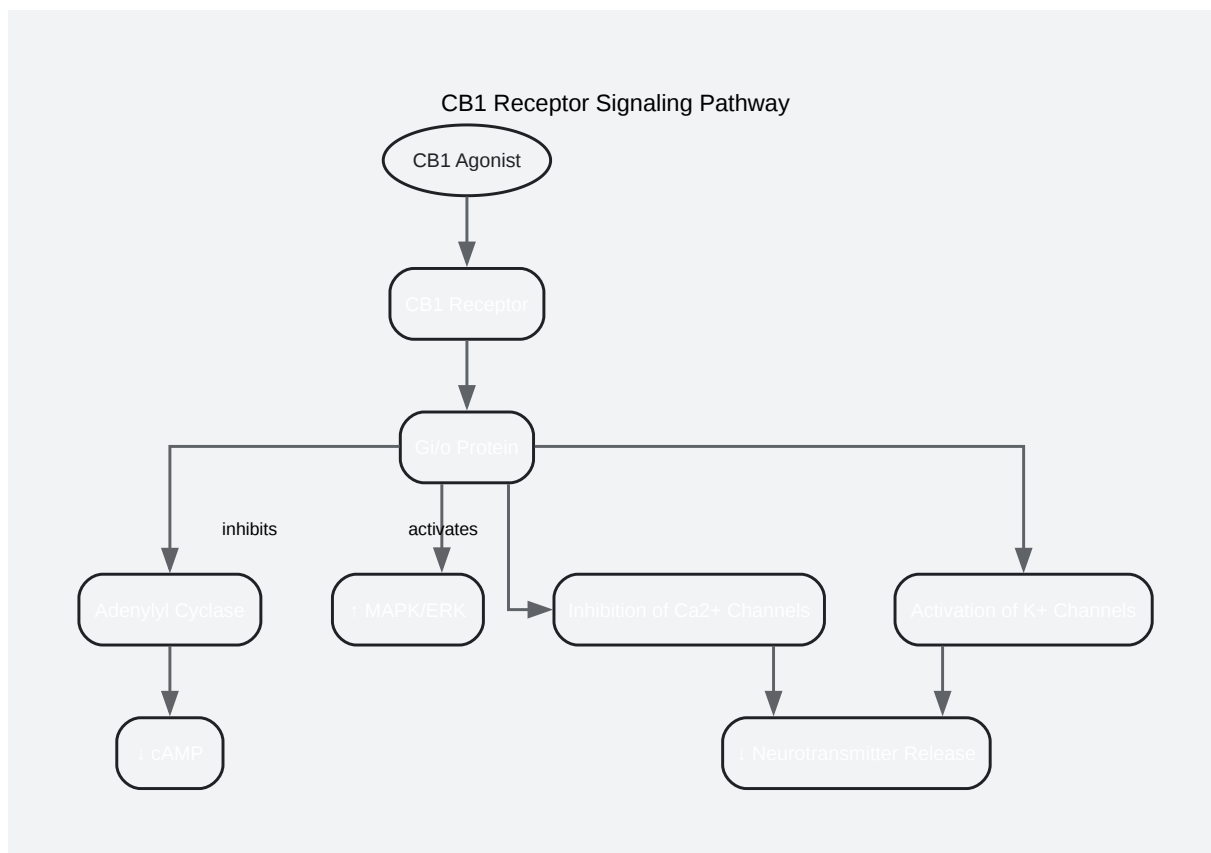 CB1 Receptor Signaling Pathway
CB1 Agonist
CB1 Receptor
Gi/o Protein
inhibits
activates
Adenylyl Cyclase
↑ MAPK/ERK
Inhibition of Ca2+ Channels
Activation of K+ Channels
↓ cAMP
↓ Neurotransmitter Release